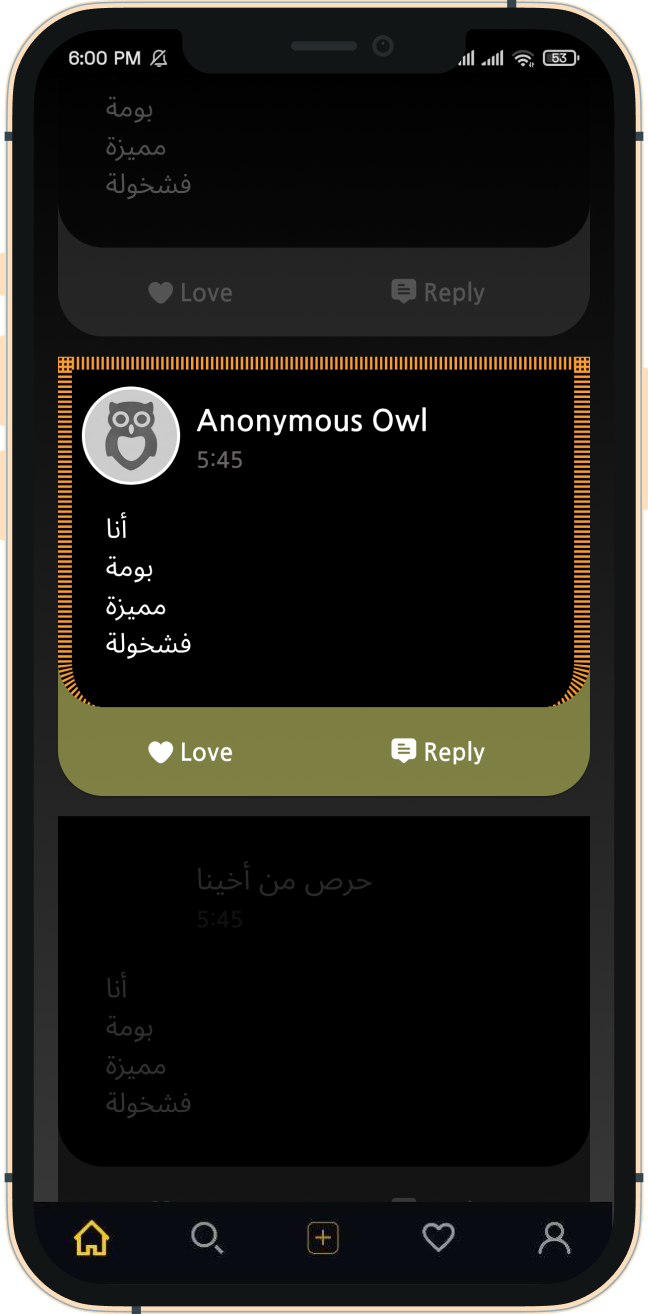 6:00 PM
53
بومة
مميزة
فشخولة
Love
Reply
Anonymous Owl
5:45
أنا
بومة
مميزة
فشخولة
Love
Reply
حرص من أخينا
5:45
أنا
بومة
مميزة
فشخولة